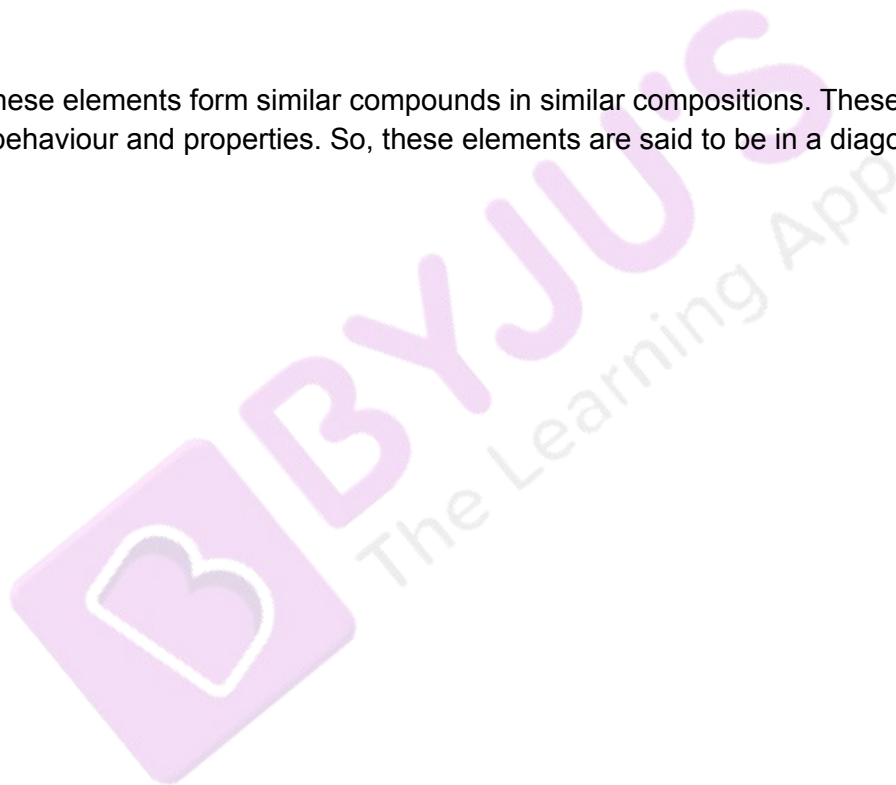 hese elements form similar compounds in similar compositions. These
behaviour and properties. So, these elements are said to be in a diago
BYJU'S
The Learning App